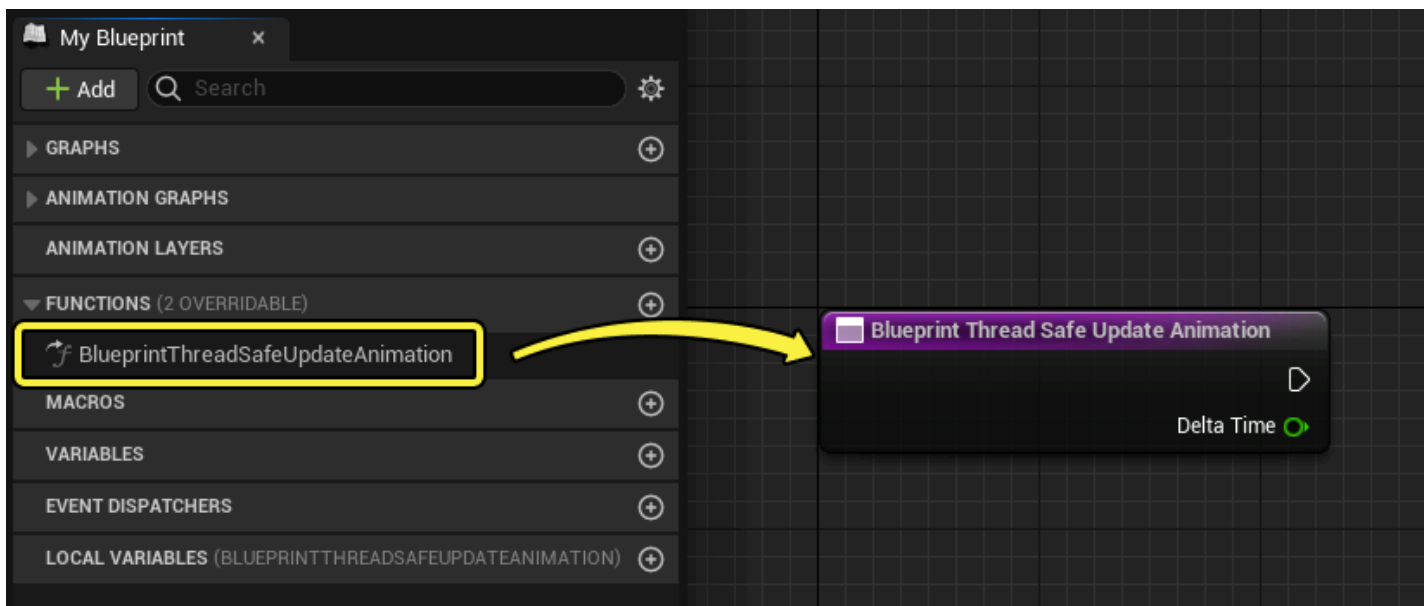 My Blueprint
Add
Search
GRAPHS
ANIMATION GRAPHS
ANIMATION LAYERS
FUNCTIONS (2 OVERRIDABLE)
BlueprintThreadSafeUpdateAnimation
MACROS
VARIABLES
EVENT DISPATCHERS
LOCAL VARIABLES (BLUEPRINTTHREADSAFEUPDATEANIMATION)
Blueprint Thread Safe Update Animation
Delta Time